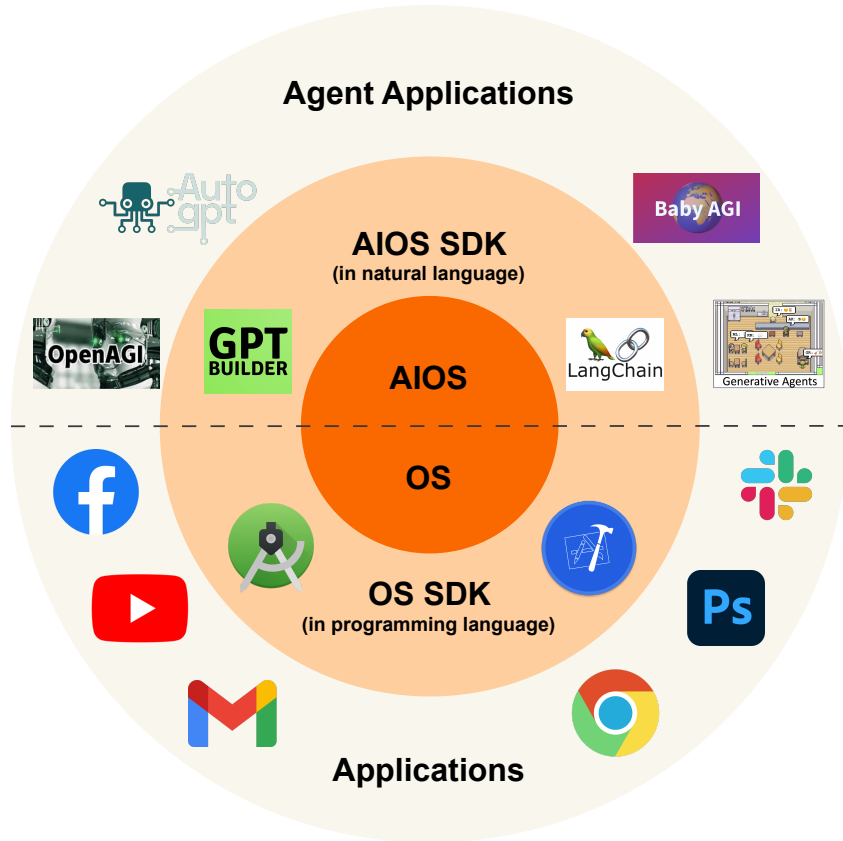 Agent Applications
Auto
gpt
Baby AGI
AIOS SDK
(in natural language)
OpenAGI
GPT
BUILDER
LangChain
Generative Agents
AIOS
OS
OS SDK
(in programming language)
Ps
Applications